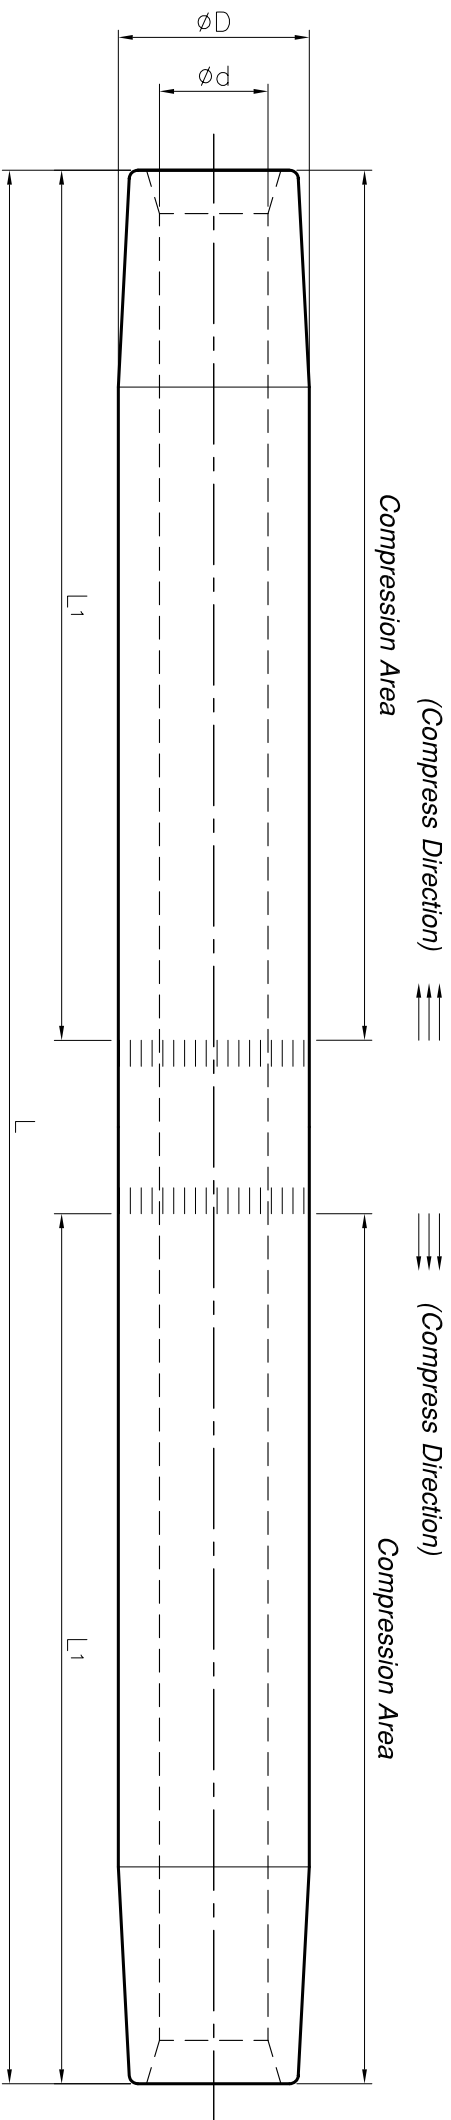 (Compress Direction)
(Compress Direction)
Compression Area
Compression Area
øD
ød
L1
L1
L